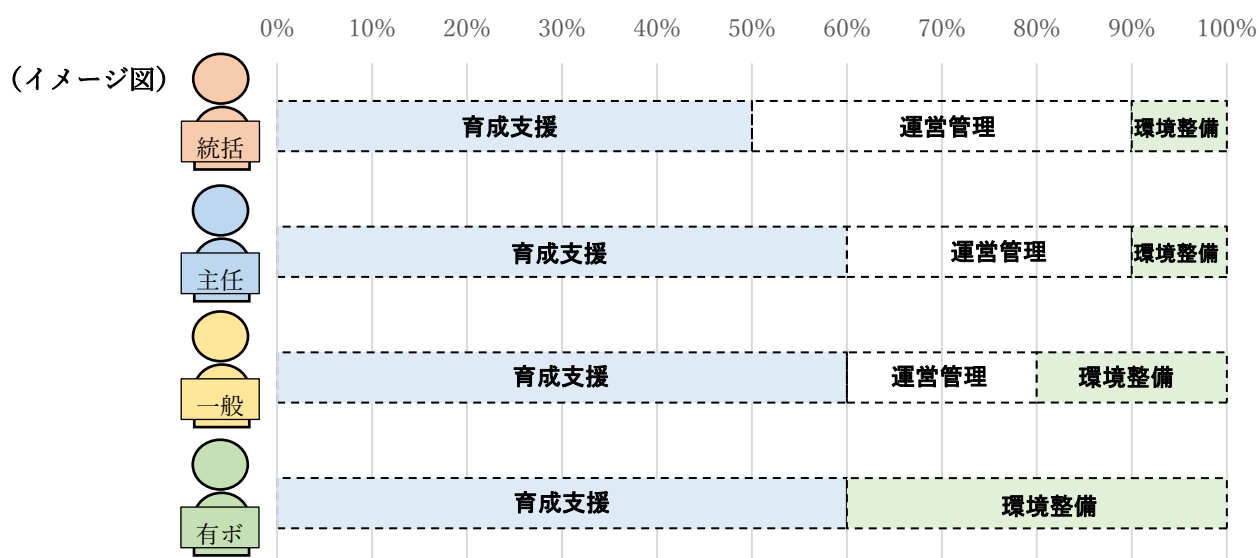 0% 10% 20% 30% 40% 50% 60% 70% 80% 90% 100%
(イメージ図)
統括 育成支援 運営管理 環境整備
主任 育成支援 運営管理 環境整備
一般 育成支援 運営管理 環境整備
有ボ 育成支援 環境整備